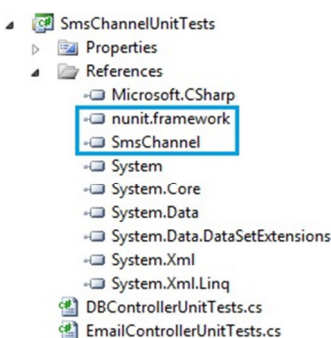 SmsChannelUnitTests
Properties
References
Microsoft.CSharp
nunit.framework
SmsChannel
System
System.Core
System.Data
System.Data.DataSetExtensions
System.Xml
System.Xml.Linq
DBControllerUnitTests.cs
EmailControllerUnitTests.cs